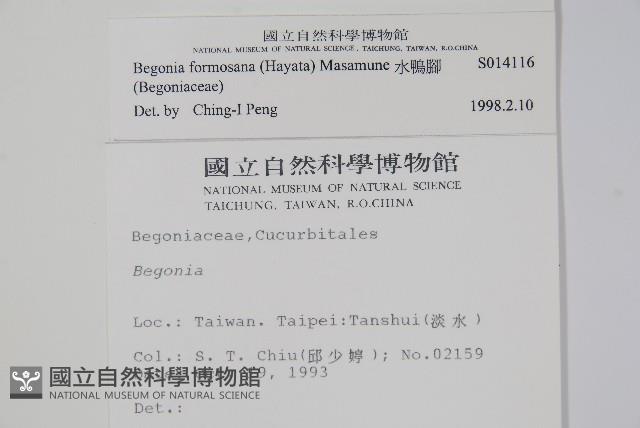 國立自然科學博物館
NATIONAL MUSEUM OF NATURAL SCIENCE, TAICHUNG, TAIWAN, R.O.CHINA
Begonia formosana (Hayata) Masamune 水鴨腳 S014116
(Begoniaceae)
Det. by Ching-I Peng 1998.2.10
國立自然科學博物館
NATIONAL MUSEUM OF NATURAL SCIENCE
TAICHUNG, TAIWAN, R.O.CHINA
Begoniaceae,Cucurbitales
Begonia
Loc.: Taiwan. Taipei:Tanshui(淡水)
Col.: S. T. Chiu(邱少婷); No.02159
9, 1993
Det.:
國立自然科學博物館
NATIONAL MUSEUM OF NATURAL SCIENCE